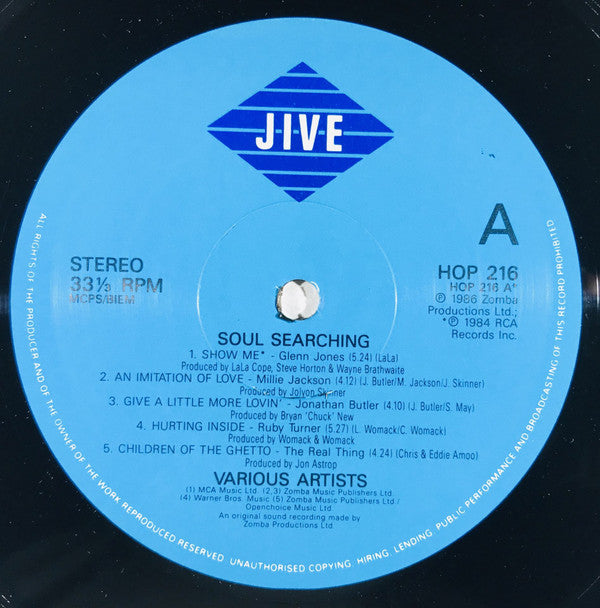 JIVE
A
STEREO
33⅓ RPM
MCPS/BIEM
HOP 216
HOP 216 A*
℗ 1986 Zomba
Productions Ltd.;
*℗ 1984 RCA
Records Inc.
SOUL SEARCHING
1. SHOW ME* - Glenn Jones (5.24) (LaLa)
Produced by LaLa Cope, Steve Horton & Wayne Brathwaite
2. AN IMITATION OF LOVE - Millie Jackson (4.12) (J. Butler/M. Jackson/J. Skinner)
Produced by Jolyon Skinner
3. GIVE A LITTLE MORE LOVIN' - Jonathan Butler (4.10) (J. Butler/S. May)
Produced by Bryan 'Chuck' New
4. HURTING INSIDE - Ruby Turner (5.27) (L. Womack/C. Womack)
Produced by Womack & Womack
5. CHILDREN OF THE GHETTO - The Real Thing (4.24) (Chris & Eddie Amoo)
Produced by Jon Astrop
VARIOUS ARTISTS
(1) MCA Music Ltd. (2,3) Zomba Music Publishers Ltd.
(4) Warner Bros. Music (5) Zomba Music Publishers Ltd./
Openchoice Music Ltd.
An original sound recording made by
Zomba Productions Ltd.
ALL RIGHTS OF THE PRODUCER AND OF THE OWNER OF THE WORK REPRODUCED RESERVED. UNAUTHORISED COPYING, HIRING, LENDING, PUBLIC PERFORMANCE AND BROADCASTING OF THIS RECORD PROHIBITED